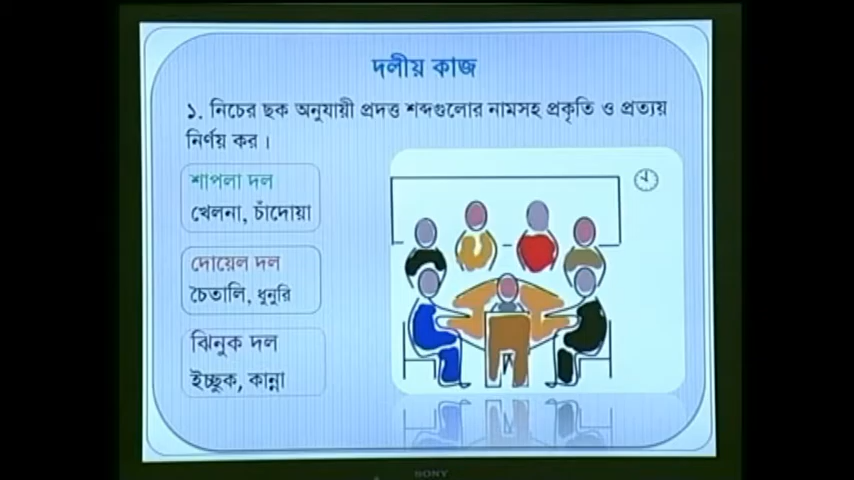 দলীয় কাজ
১. নিচের ছক অনুযায়ী প্রদত্ত শব্দগুলোর নামসহ প্রকৃতি ও প্রত্যয়
নির্ণয় কর।
শাপলা দল
খেলনা, চাঁদোয়া
দোয়েল দল
চৈতালি, ধুনুরি
ঝিনুক দল
ইচ্ছুক, কান্না
SONY